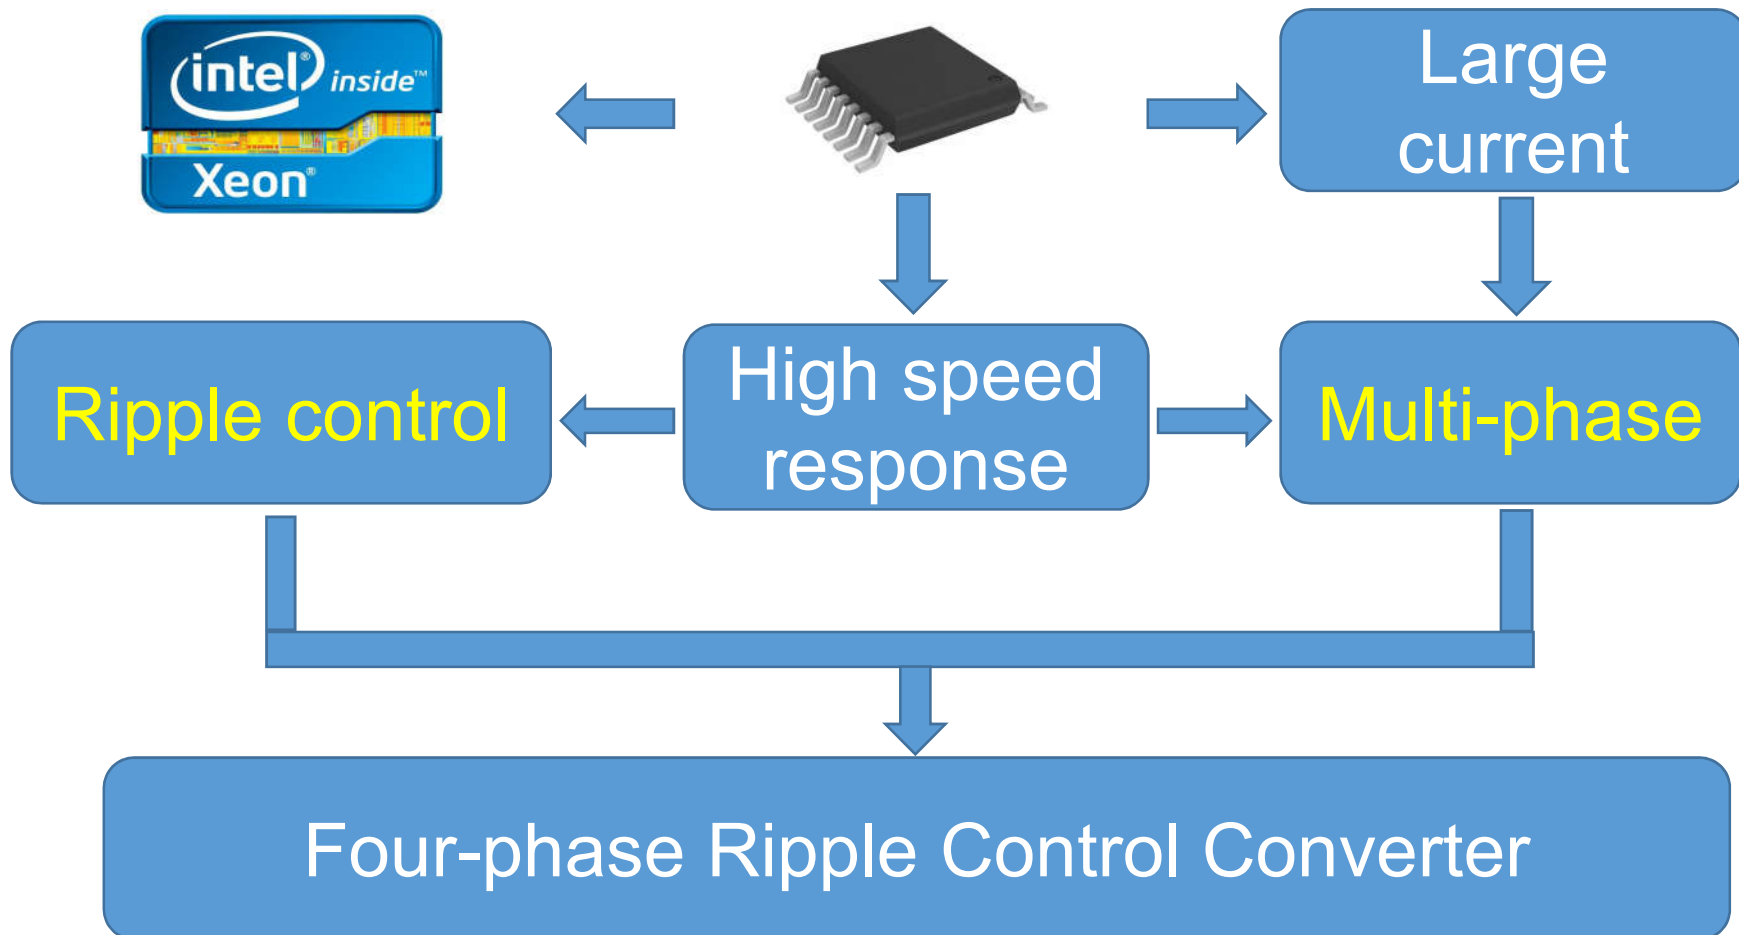 intel® inside™
Xeon®
Large
current
Ripple control
High speed
response
Multi-phase
Four-phase Ripple Control Converter